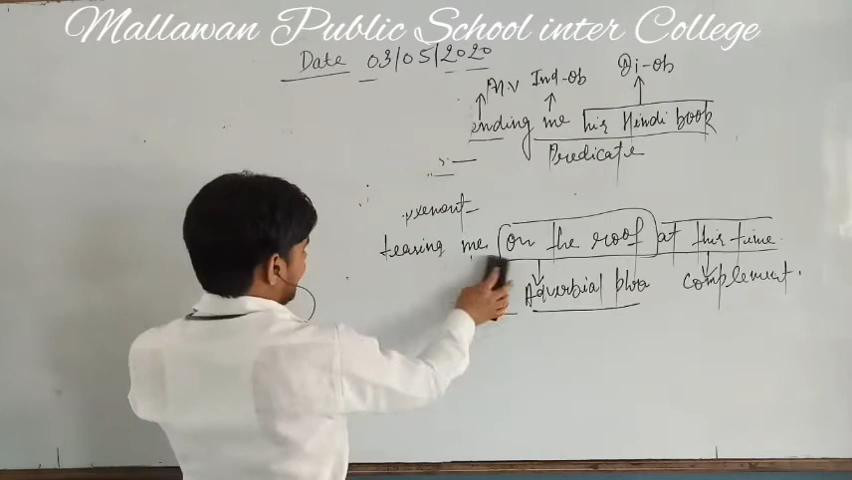 Mallawan Public School inter College
Date 03/05/2020
M.V Ind-ob Di-ob
ending me his Hindi book
Predicate
tearing me on the roof at this time
Adverbial phra complement.